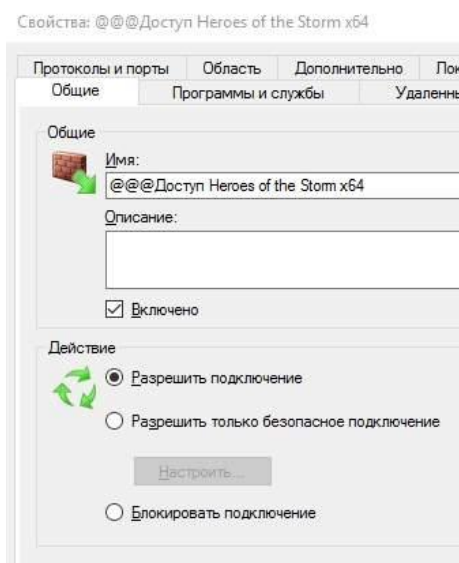 Свойства: @@@Доступ Heroes of the Storm x64
Протоколы и порты Область Дополнительно
Общие Программы и службы
Общие
Имя:
@@@Доступ Heroes of the Storm x64
Описание:
Включено
Действие
Разрешить подключение
Разрешить только безопасное подключение
Настроить...
Блокировать подключение